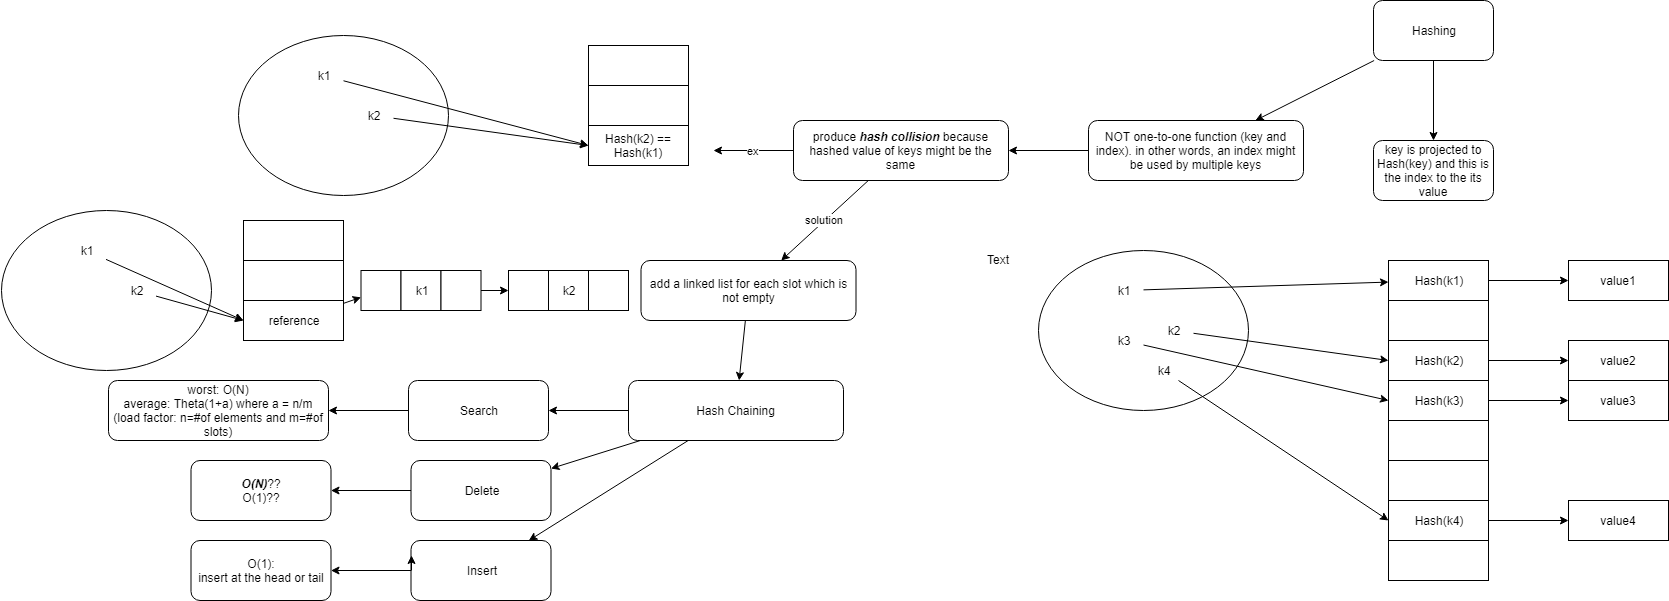 Hashing
k1
k2
Hash(k2) ==
Hash(k1)
ex
produce hash collision because
hashed value of keys might be the
same
NOT one-to-one function (key and
index). in other words, an index might
be used by multiple keys
key is projected to
Hash(key) and this is
the index to the its
value
solution
k1
k2
reference
k1
k2
add a linked list for each slot which is
not empty
Text
k1
k3
k2
k4
Hash(k1)
value1
Hash(k2)
value2
Hash(k3)
value3
Hash(k4)
value4
worst: O(N)
average: Theta(1+a) where a = n/m
(load factor: n=#of elements and m=#of
slots)
Search
Hash Chaining
O(N)??
O(1)??
Delete
O(1):
insert at the head or tail
Insert